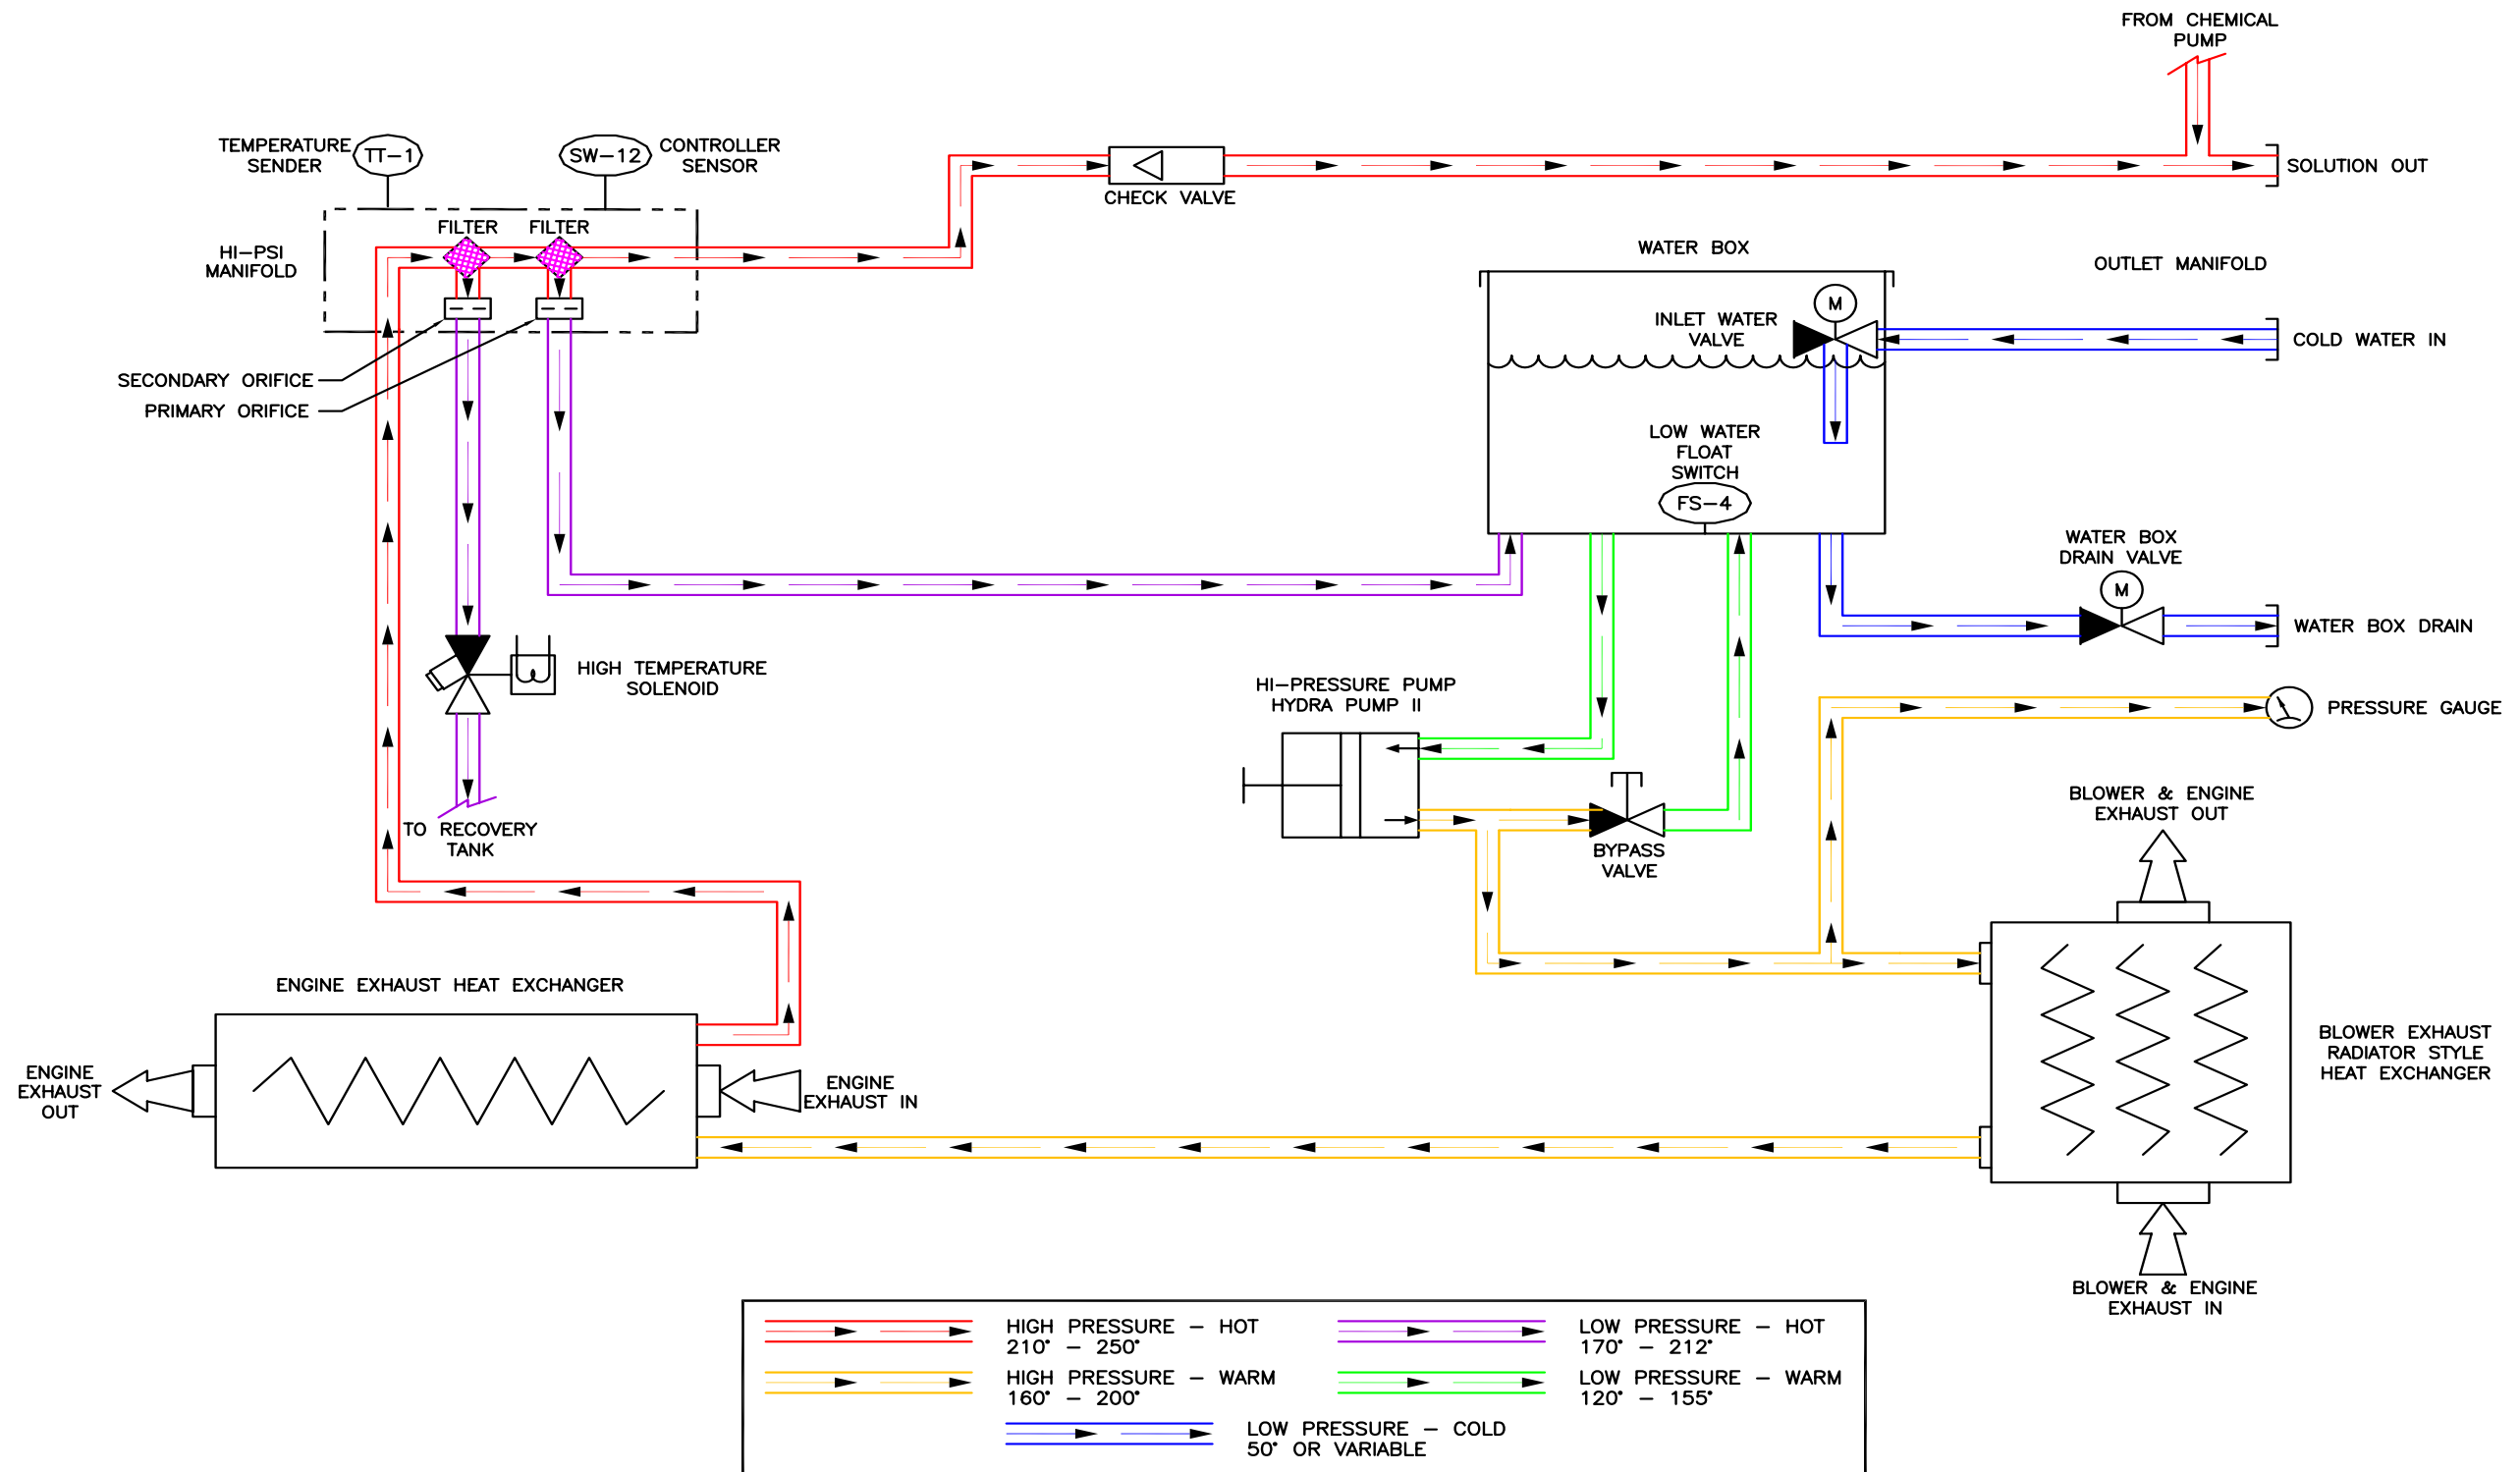 FROM CHEMICAL
PUMP
TEMPERATURE
SENDER
TT-1
SW-12
CONTROLLER
SENSOR
SOLUTION OUT
CHECK VALVE
FILTER
FILTER
HI-PSI
MANIFOLD
WATER BOX
OUTLET MANIFOLD
M
INLET WATER
VALVE
COLD WATER IN
SECONDARY ORIFICE
PRIMARY ORIFICE
LOW WATER
FLOAT
SWITCH
FS-4
WATER BOX
DRAIN VALVE
M
WATER BOX DRAIN
HIGH TEMPERATURE
SOLENOID
HI-PRESSURE PUMP
HYDRA PUMP II
PRESSURE GAUGE
TO RECOVERY
TANK
BYPASS
VALVE
BLOWER & ENGINE
EXHAUST OUT
ENGINE EXHAUST HEAT EXCHANGER
BLOWER EXHAUST
RADIATOR STYLE
HEAT EXCHANGER
ENGINE
EXHAUST
OUT
ENGINE
EXHAUST IN
BLOWER & ENGINE
EXHAUST IN
HIGH PRESSURE - HOT
210° - 250°
LOW PRESSURE - HOT
170° - 212°
HIGH PRESSURE - WARM
160° - 200°
LOW PRESSURE - WARM
120° - 155°
LOW PRESSURE - COLD
50° OR VARIABLE